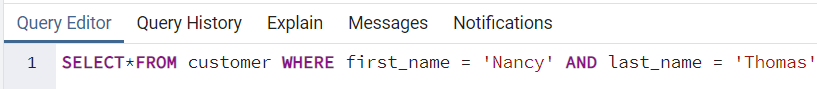 Query Editor Query History Explain Messages Notifications
1 SELECT*FROM customer WHERE first_name = 'Nancy' AND last_name = 'Thomas'